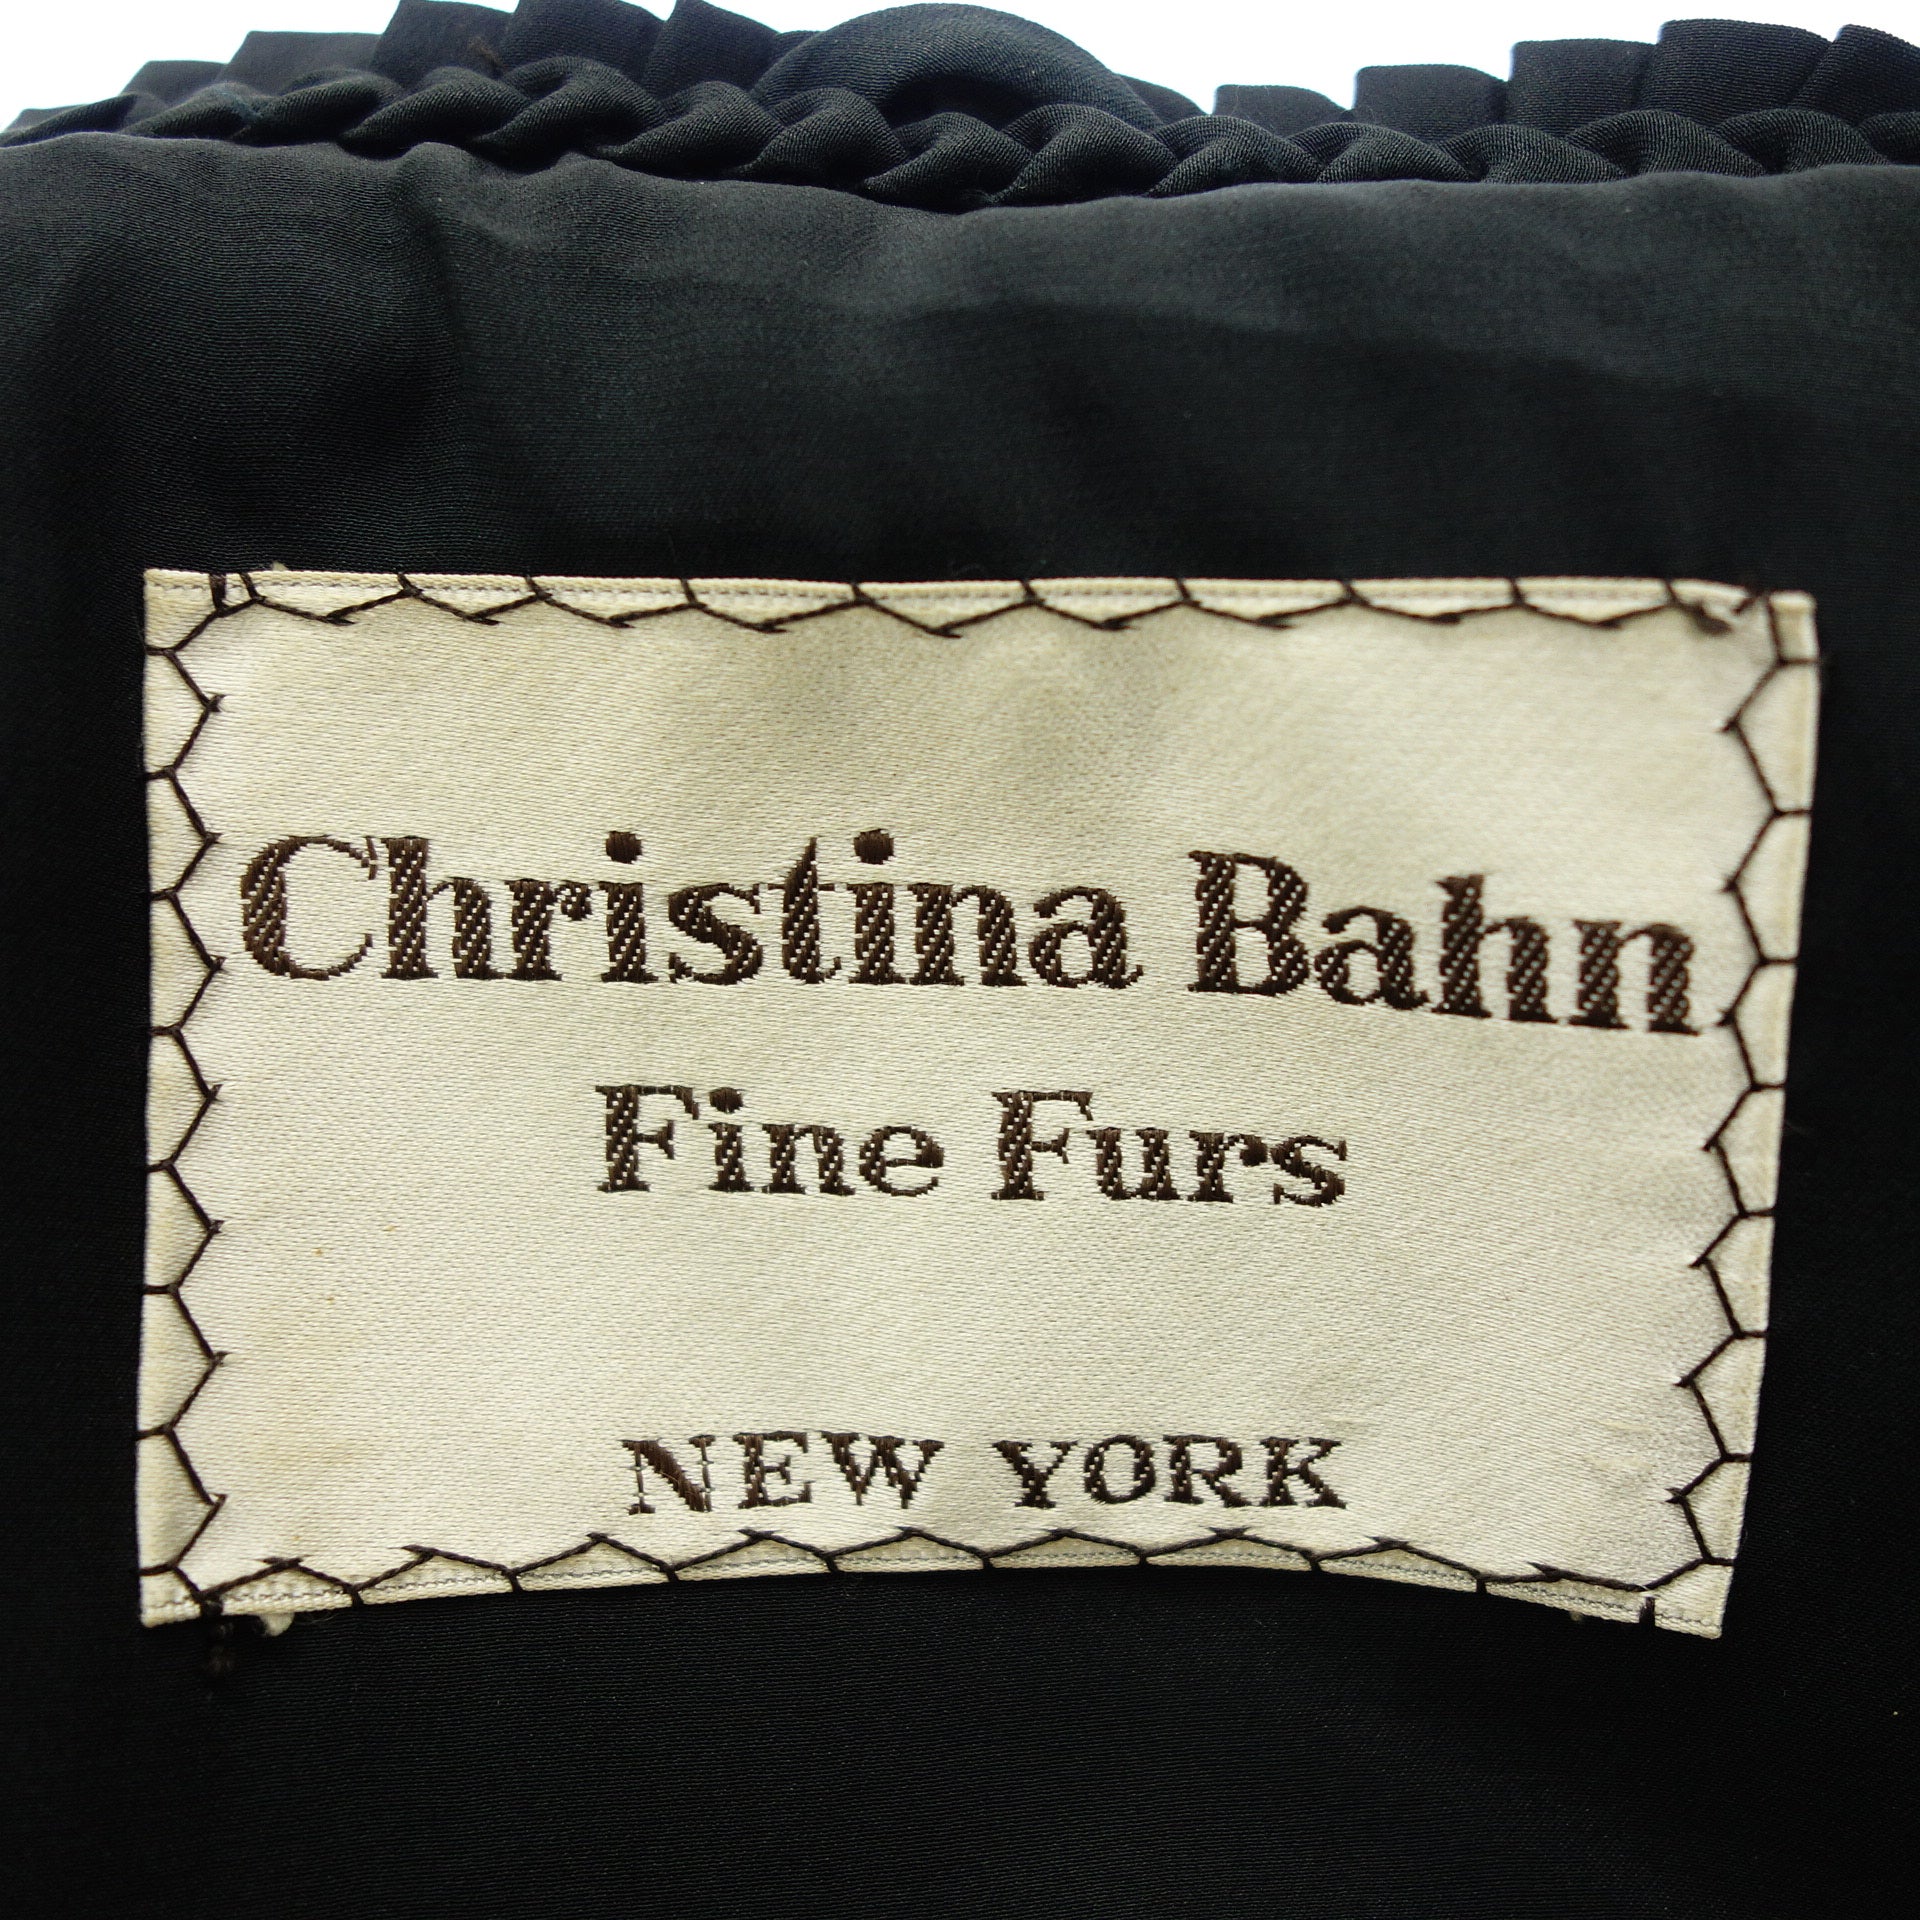 Christina Bahn
Fine Furs
NEW YORK